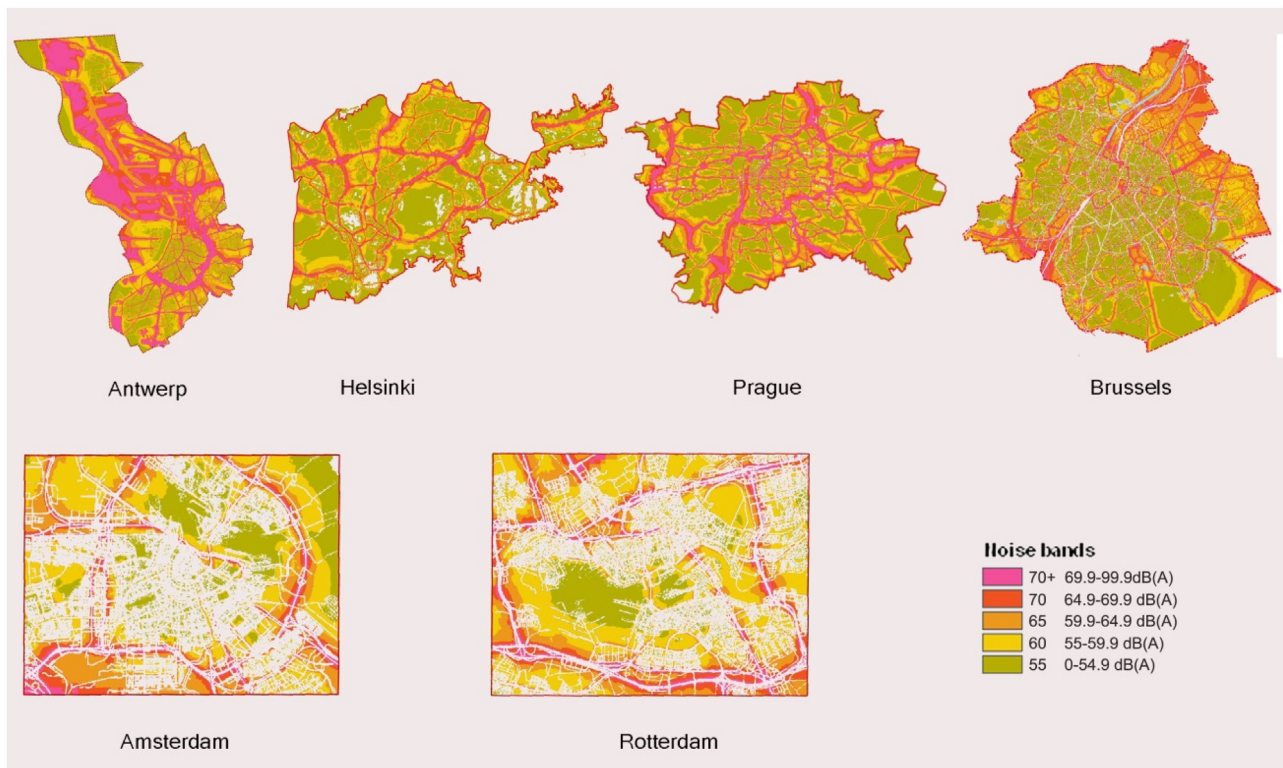 Antwerp
Helsinki
Prague
Brussels
Amsterdam
Rotterdam
Noise bands
70+ 69.9-99.9dB(A)
70 64.9-69.9 dB(A)
65 59.9-64.9 dB(A)
60 55-59.9 dB(A)
55 0-54.9 dB(A)